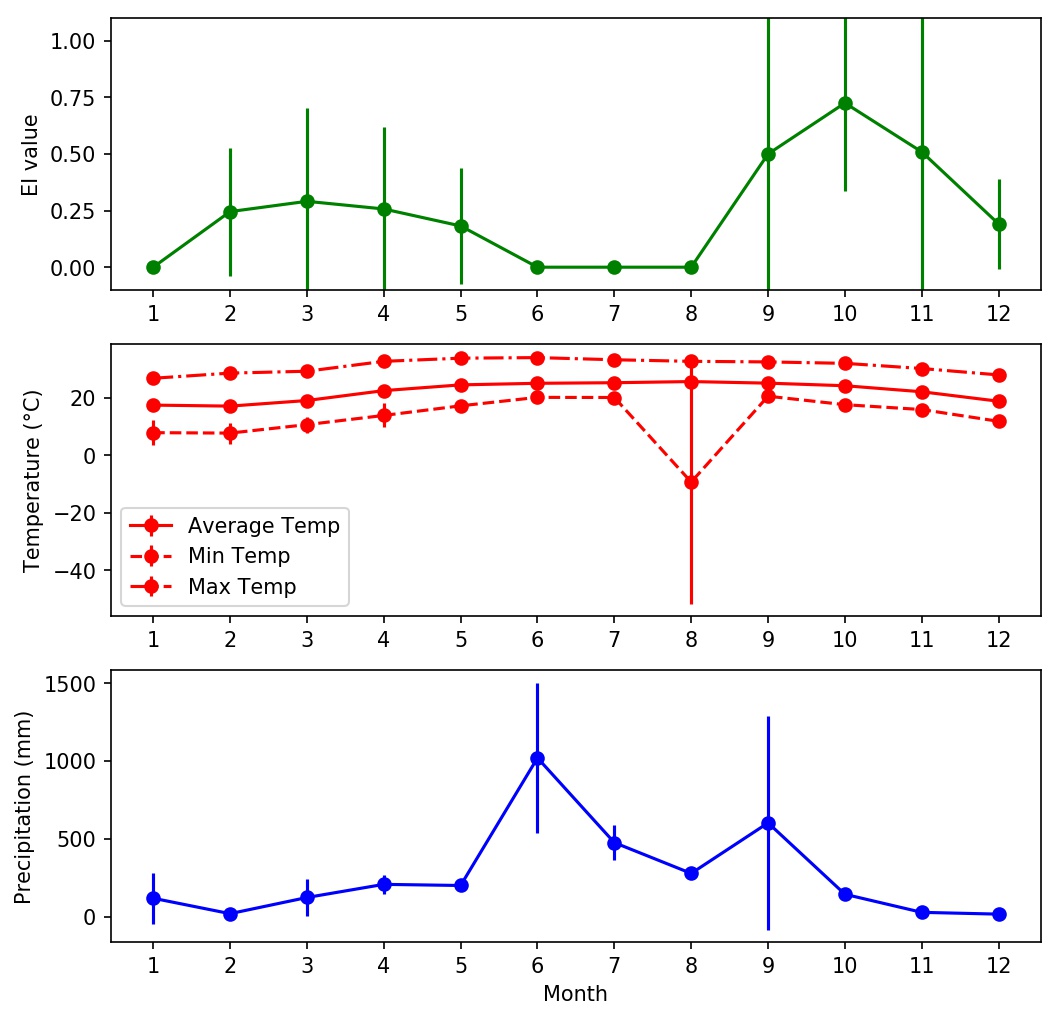 EI value
1.00
0.75
0.50
0.25
0.00
1 2 3 4 5 6 7 8 9 10 11 12
Temperature (°C)
20
0
−20
−40
Average Temp
Min Temp
Max Temp
1 2 3 4 5 6 7 8 9 10 11 12
Precipitation (mm)
1500
1000
500
0
1 2 3 4 5 6 7 8 9 10 11 12
Month